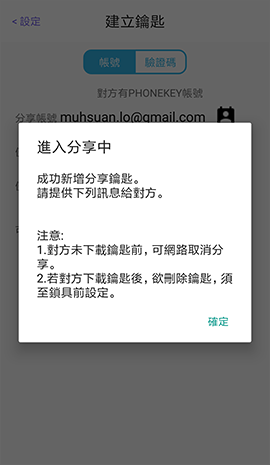 < 設定
建立鑰匙
帳號
驗證碼
對方有PHONEKEY帳號
分享帳號 muhsuan.lo@gmail.com
進入分享中
成功新增分享鑰匙。
請提供下列訊息給對方。
注意:
1.對方未下載鑰匙前, 可網路取消分
享。
2.若對方下載鑰匙後, 欲刪除鑰匙, 須
至鎖具前設定。
確定